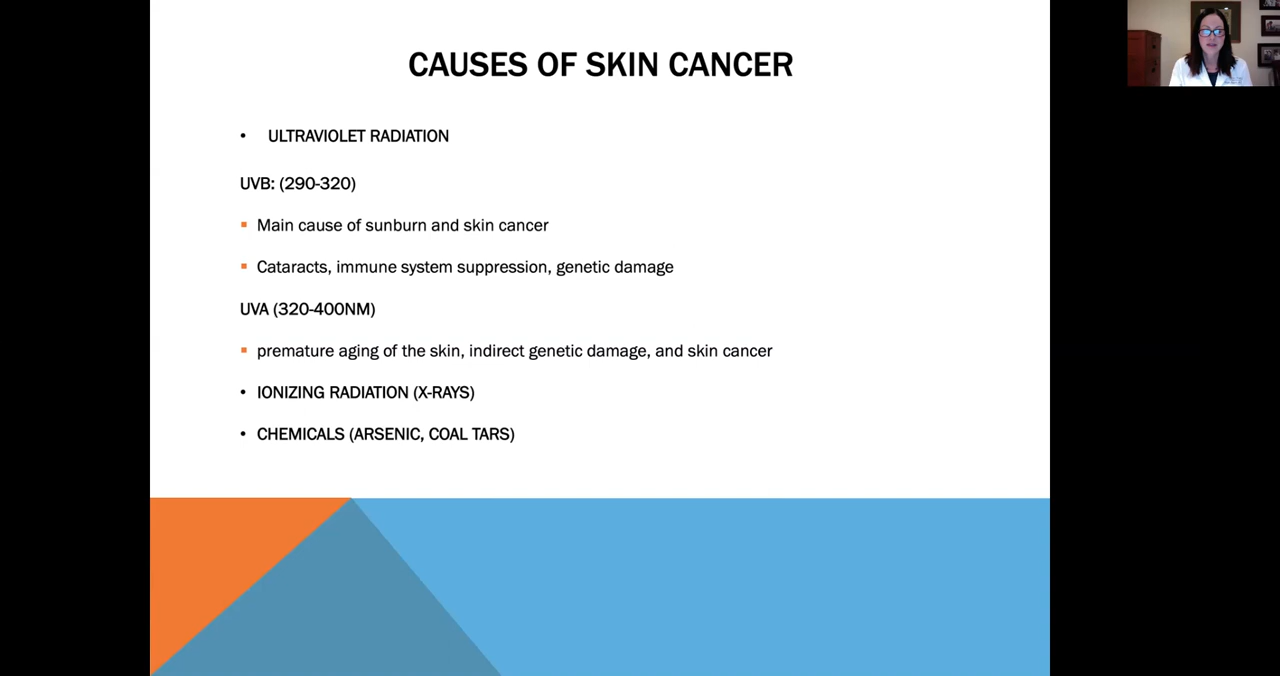 CAUSES OF SKIN CANCER
• ULTRAVIOLET RADIATION
UVB: (290-320)
▪ Main cause of sunburn and skin cancer
▪ Cataracts, immune system suppression, genetic damage
UVA (320-400NM)
▪ premature aging of the skin, indirect genetic damage, and skin cancer
• IONIZING RADIATION (X-RAYS)
• CHEMICALS (ARSENIC, COAL TARS)